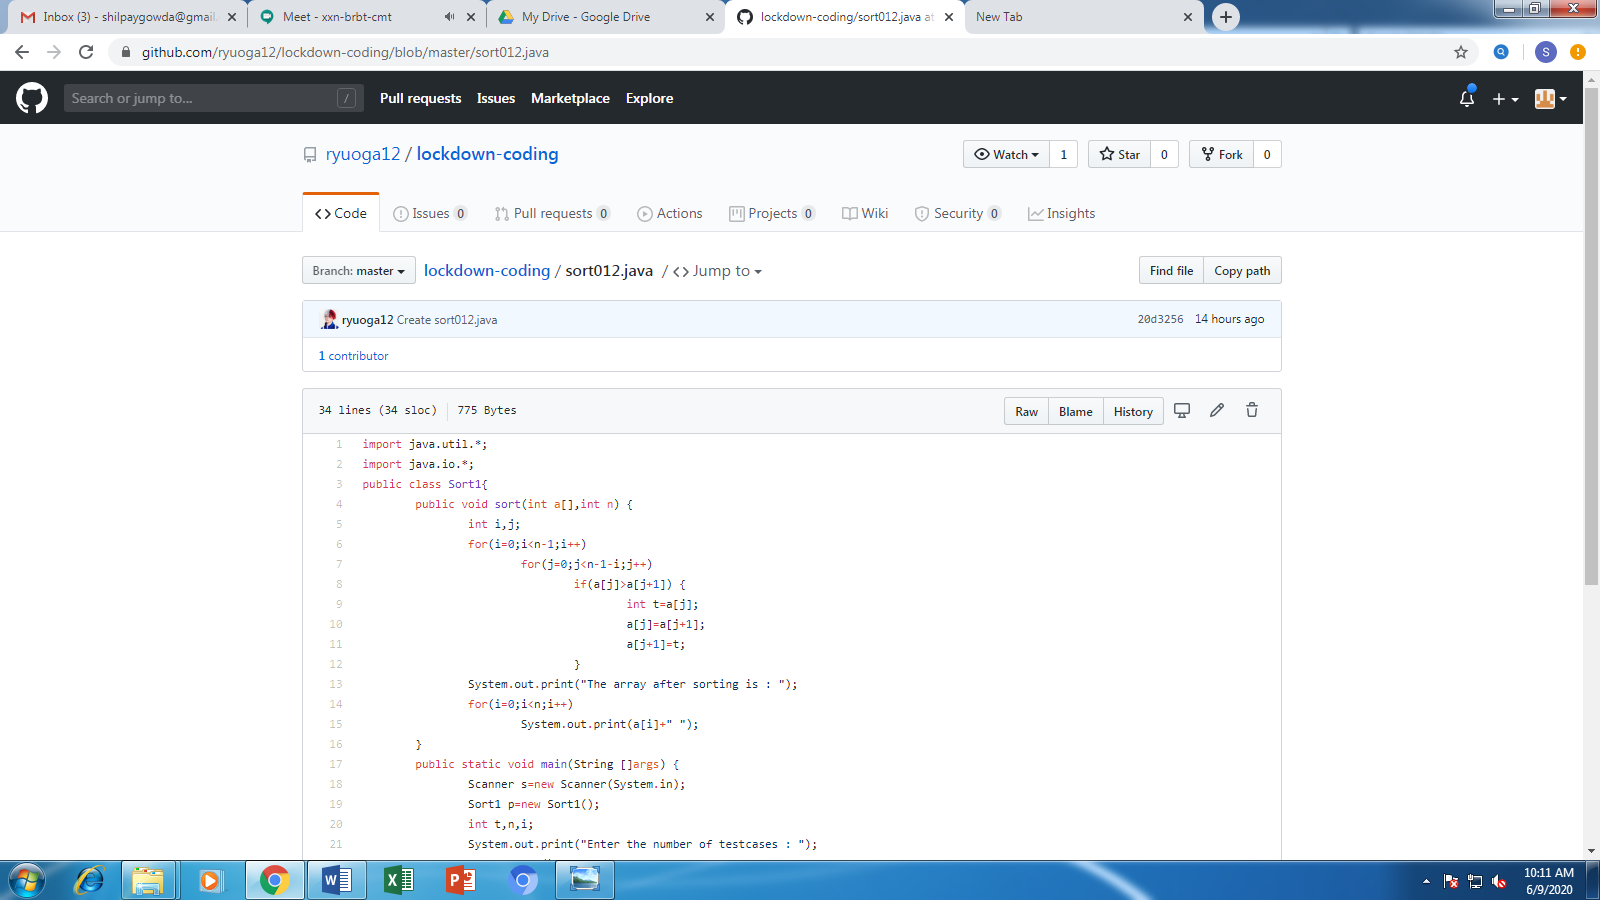 Inbox (3) - shilpaygowda@gmail.
Meet - xxn-brbt-cmt
My Drive - Google Drive
lockdown-coding/sort012.java at
New Tab
github.com/ryuoga12/lockdown-coding/blob/master/sort012.java
S
Search or jump to...
/
Pull requests
Issues
Marketplace
Explore
ryuoga12 / lockdown-coding
Watch 1
Star 0
Fork 0
Code
Issues 0
Pull requests 0
Actions
Projects 0
Wiki
Security 0
Insights
Branch: master
lockdown-coding / sort012.java / <> Jump to
Find file
Copy path
ryuoga12 Create sort012.java
20d3256 14 hours ago
1 contributor
34 lines (34 sloc) 775 Bytes
Raw
Blame
History
1 import java.util.*;
2 import java.io.*;
3 public class Sort1{
4 public void sort(int a[],int n) {
5 int i,j;
6 for(i=0;i<n-1;i++)
7 for(j=0;j<n-1-i;j++)
8 if(a[j]>a[j+1]) {
9 int t=a[j];
10 a[j]=a[j+1];
11 a[j+1]=t;
12 }
13 System.out.print("The array after sorting is : ");
14 for(i=0;i<n;i++)
15 System.out.print(a[i]+" ");
16 }
17 public static void main(String []args) {
18 Scanner s=new Scanner(System.in);
19 Sort1 p=new Sort1();
20 int t,n,i;
21 System.out.print("Enter the number of testcases : ");
10:11 AM
6/9/2020